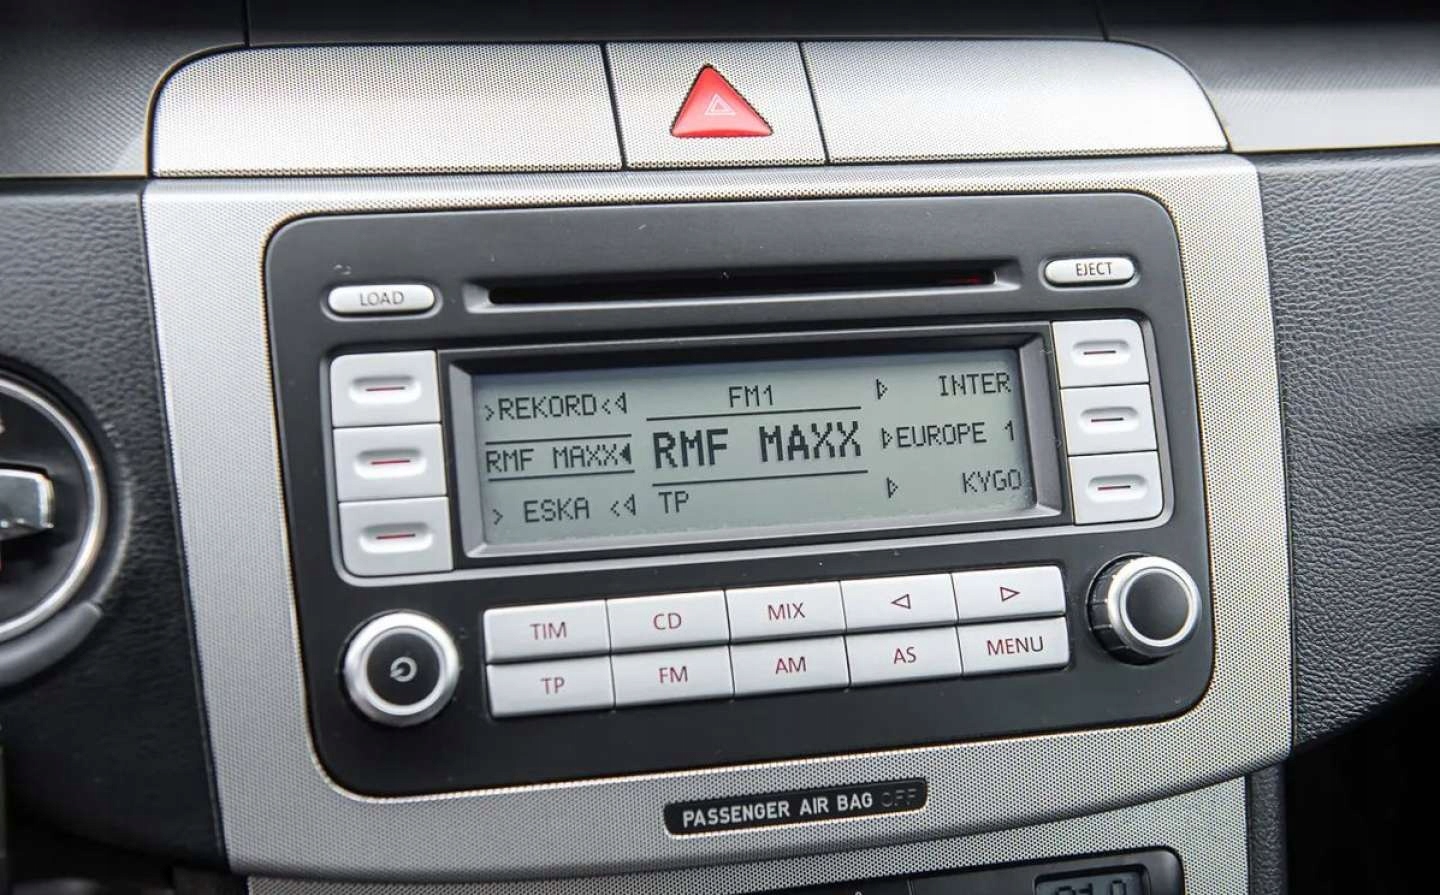 LOAD
EJECT
>REKORD<◁ FM1 ▷ INTER
RMF MAXX◀ RMF MAXX ▷EUROPE 1
> ESKA <◁ TP ▷ KYGO
TIM CD MIX ◁ ▷
TP FM AM AS MENU
PASSENGER AIR BAG OFF